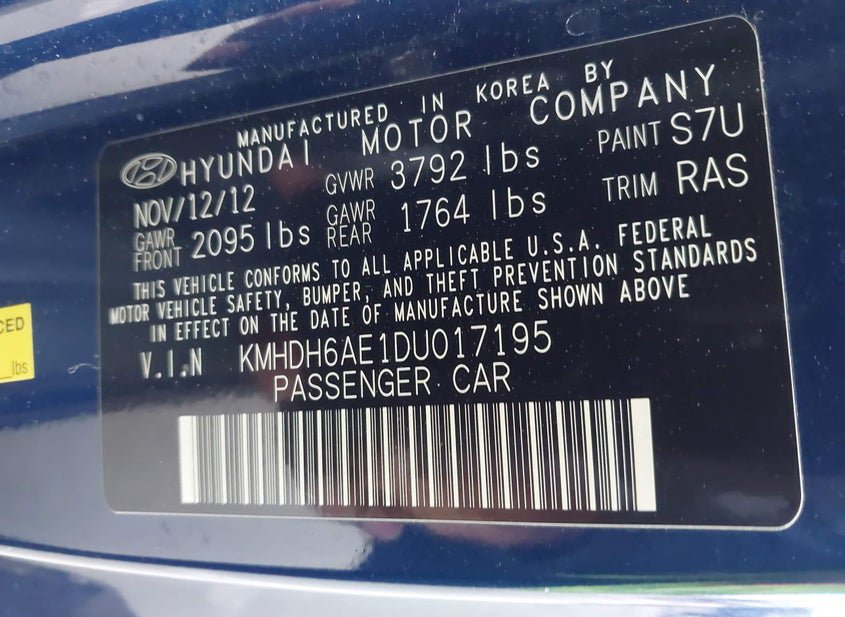 MANUFACTURED IN KOREA BY
HYUNDAI MOTOR COMPANY
NOV/12/12 GVWR 3792 lbs PAINT S7U
GAWR FRONT 2095 lbs GAWR REAR 1764 lbs TRIM RAS
THIS VEHICLE CONFORMS TO ALL APPLICABLE U.S.A. FEDERAL
MOTOR VEHICLE SAFETY, BUMPER, AND THEFT PREVENTION STANDARDS
IN EFFECT ON THE DATE OF MANUFACTURE SHOWN ABOVE
V.I.N KMHDH6AE1DU017195
PASSENGER CAR
CED
lbs